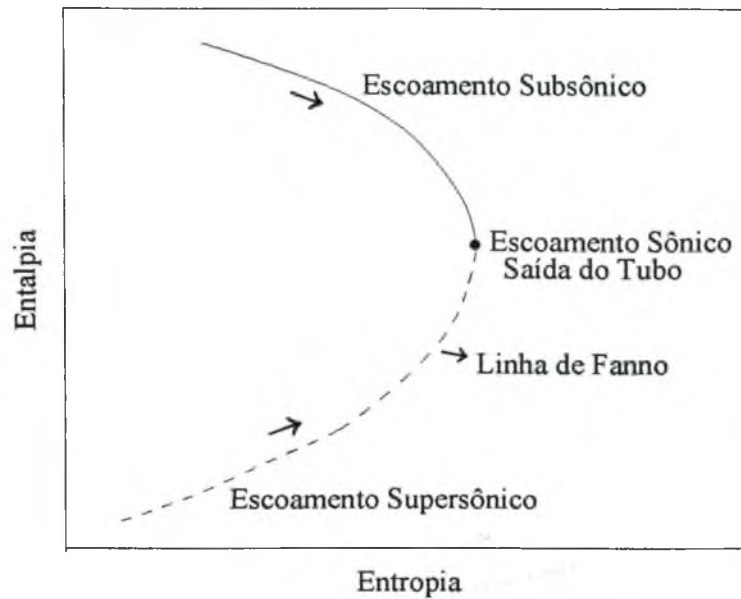 Escoamento Subsônico
Escoamento Sônico
Saída do Tubo
Linha de Fanno
Escoamento Supersônico
Entalpia
Entropia